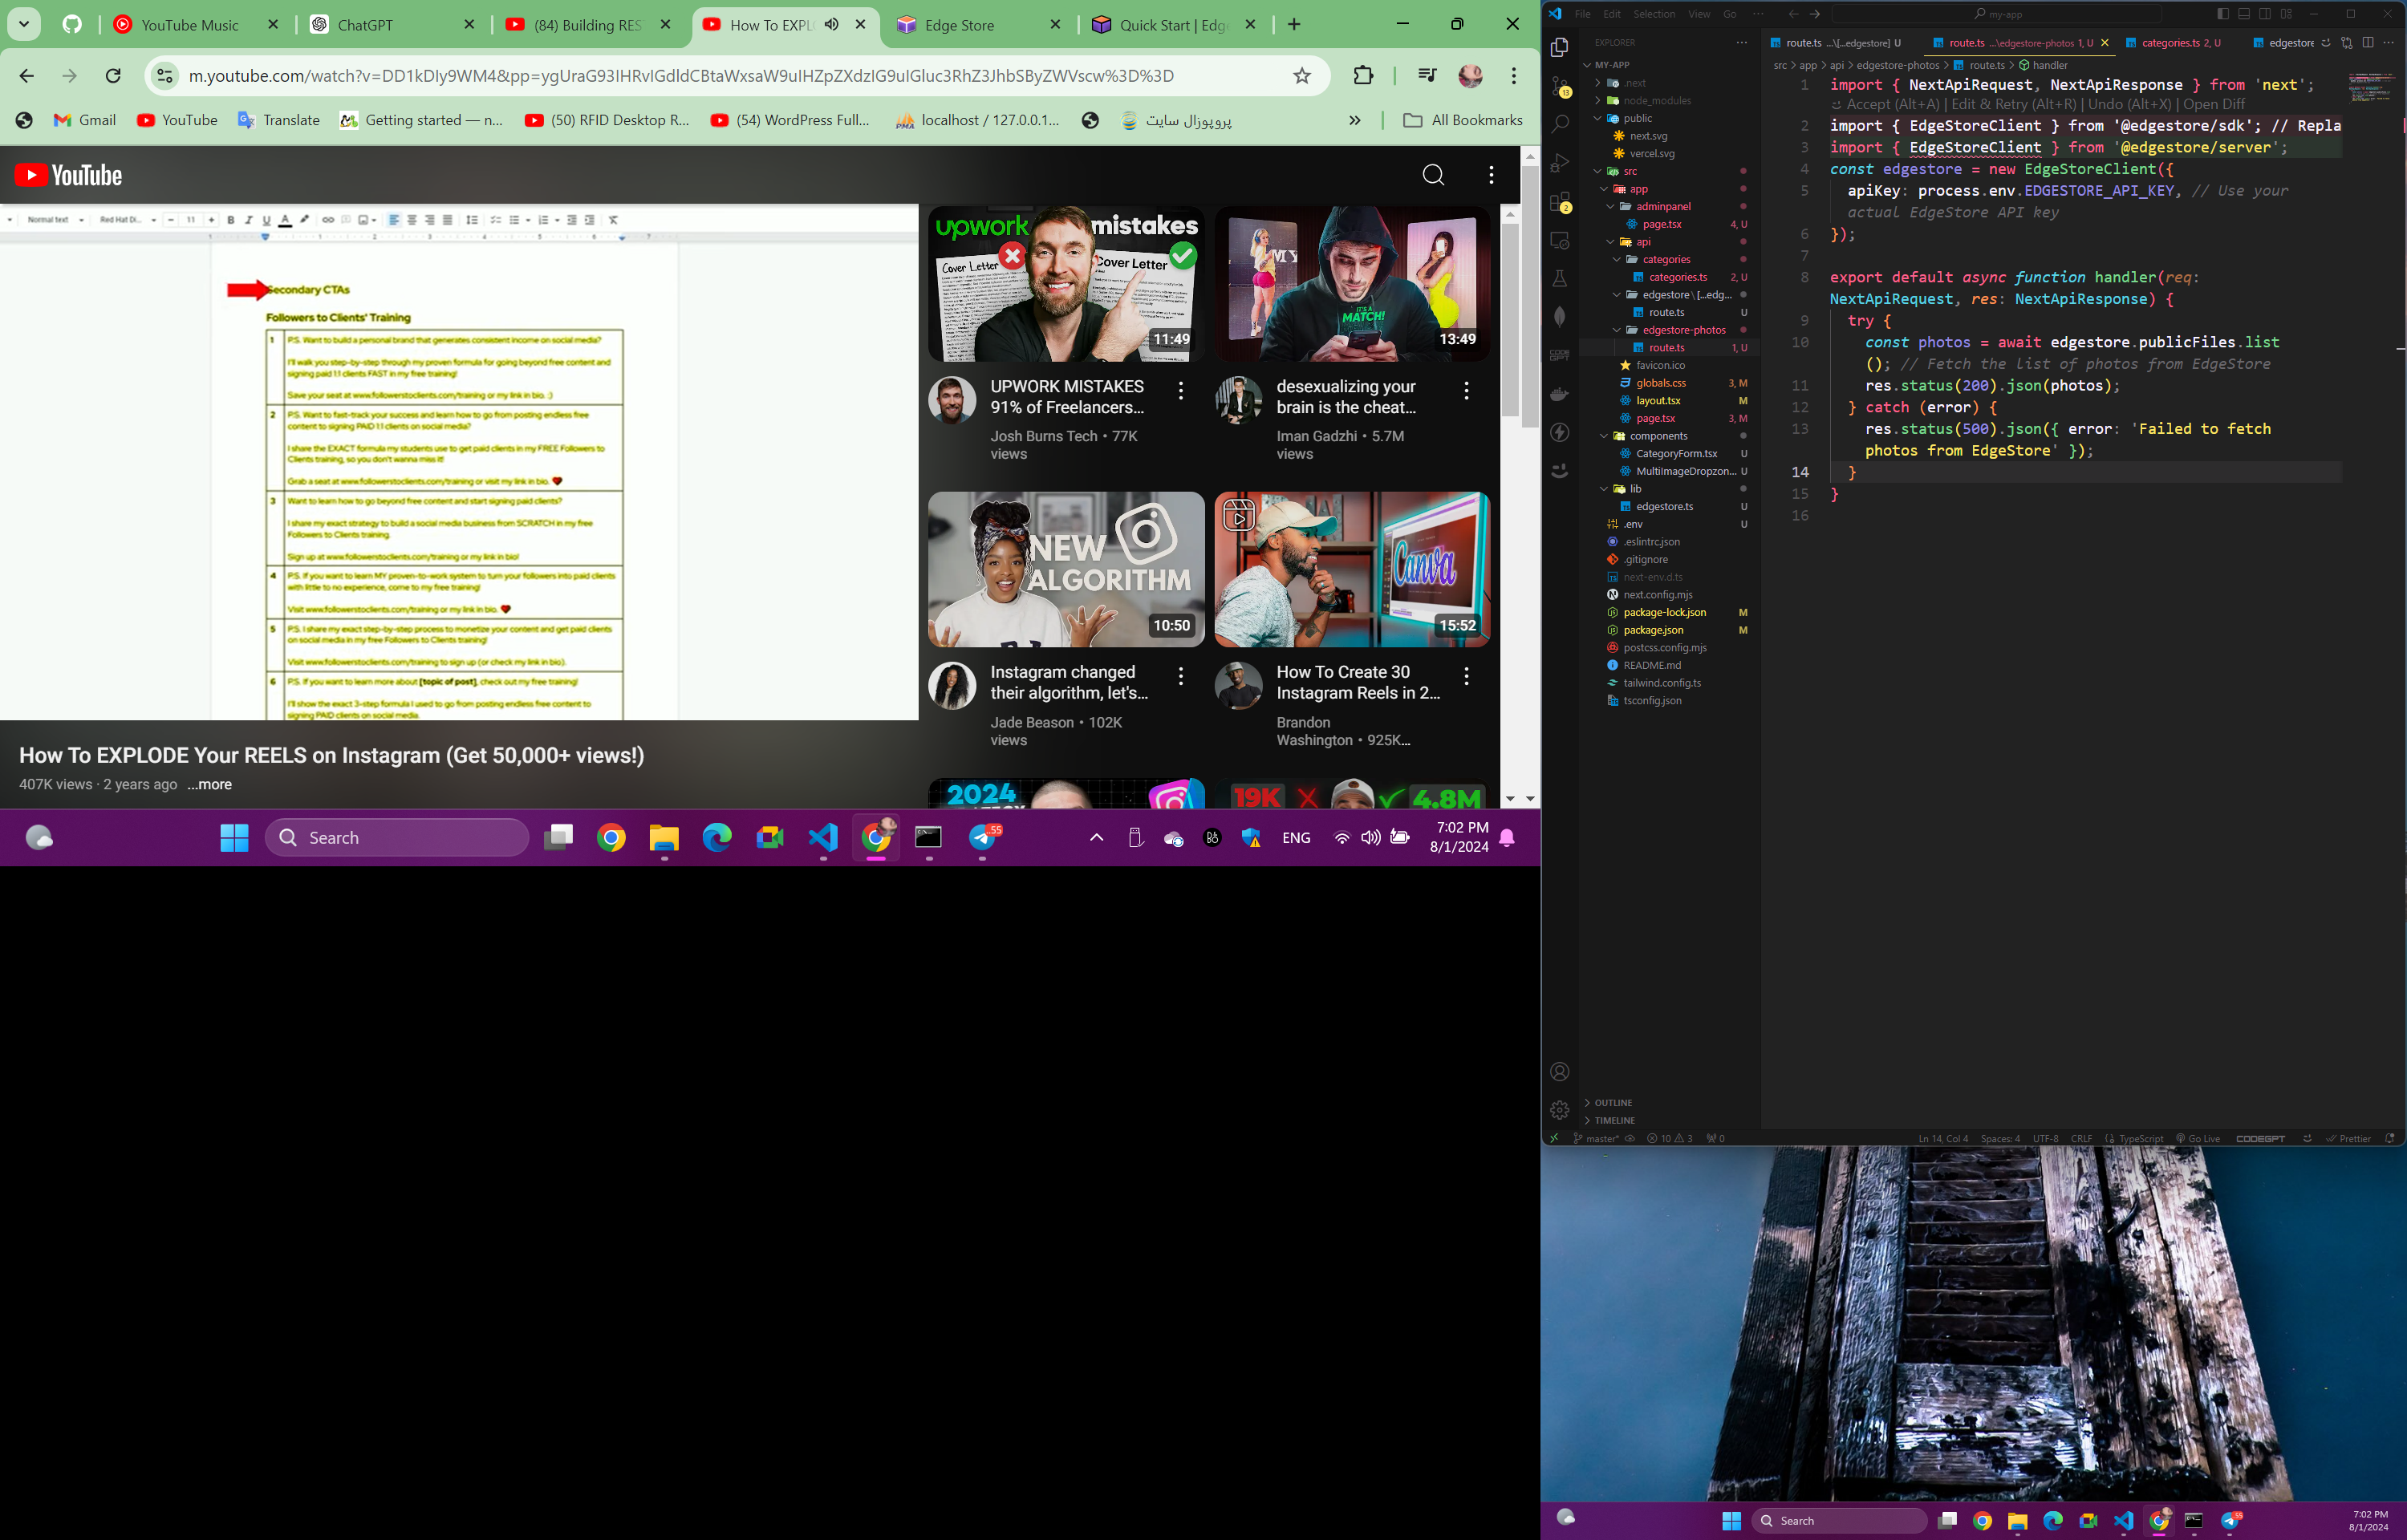 YouTube Music
ChatGPT
(84) Building RES
How To EXPLO
Edge Store
Quick Start | Edg
m.youtube.com/watch?v=DD1kDIy9WM4&pp=ygUraG93IHRvIGdldCBtaWxsaW9uIHZpZXdzIG9uIGluc3RhZ3JhbSByZWVscw%3D%3D
Gmail
YouTube
Translate
Getting started — n...
(50) RFID Desktop R...
(54) WordPress Full...
localhost / 127.0.0.1...
پروپوزال سایت
»
All Bookmarks
YouTube
Normal text
Red Hat Di...
11
Secondary CTAs
Followers to Clients' Training
1 P.S. Want to build a personal brand that generates consistent income on social media?
I'll walk you step-by-step through my proven formula for going beyond free content and
signing paid 1:1 clients FAST in my free training!
Save your seat at www.followerstoclients.com/training or my link in bio. :)
2 P.S. Want to fast-track your success and learn how to go from posting endless free
content to signing PAID 1:1 clients on social media?
I share the EXACT formula my students use to get paid clients in my FREE Followers to
Clients training, so you don't wanna miss it!
Grab a seat at www.followerstoclients.com/training or visit my link in bio. ❤
3 Want to learn how to go beyond free content and start signing paid clients?
I share my exact strategy to build a social media business from SCRATCH in my free
Followers to Clients training.
Sign up at www.followerstoclients.com/training or my link in bio!
4 P.S. If you want to learn MY proven-to-work system to turn your followers into paid clients
with little to no experience, come to my free training!
Visit www.followerstoclients.com/training or my link in bio. ❤
5 P.S. I share my exact step-by-step process to monetize your content and get paid clients
on social media in my free Followers to Clients training!
Visit www.followerstoclients.com/training to sign up (or check my link in bio).
6 P.S. If you want to learn more about [topic of post], check out my free training!
I'll show the exact 3-step formula I used to go from posting endless free content to
signing PAID clients on social media.
upwork mistakes
Cover Letter
Cover Letter
11:49
UPWORK MISTAKES
91% of Freelancers...
Josh Burns Tech • 77K
views
MY
IT'S A
MATCH!
13:49
desexualizing your
brain is the cheat...
Iman Gadzhi • 5.7M
views
NEW
ALGORITHM
10:50
Instagram changed
their algorithm, let's...
Jade Beason • 102K
views
Canva
15:52
How To Create 30
Instagram Reels in 2...
Brandon
Washington • 925K...
2024
19K
4.8M
How To EXPLODE Your REELS on Instagram (Get 50,000+ views!)
407K views · 2 years ago ...more
Search
55
ENG
7:02 PM
8/1/2024
File Edit Selection View Go ···
my-app
EXPLORER
MY-APP
.next
node_modules
public
next.svg
vercel.svg
src
app
adminpanel
page.tsx 4, U
api
categories
categories.ts 2, U
edgestore\[...edg...
route.ts U
edgestore-photos
route.ts 1, U
favicon.ico
globals.css 3, M
layout.tsx M
page.tsx 3, M
components
CategoryForm.tsx U
MultiImageDropzon... U
lib
edgestore.ts U
.env U
.eslintrc.json
.gitignore
next-env.d.ts
next.config.mjs
package-lock.json M
package.json M
postcss.config.mjs
README.md
tailwind.config.ts
tsconfig.json
OUTLINE
TIMELINE
13
2
CODE
GPT
route.ts ...\[...edgestore] U
route.ts ...\edgestore-photos 1, U
categories.ts 2, U
edgestore
src > app > api > edgestore-photos > route.ts > handler
1 import { NextApiRequest, NextApiResponse } from 'next';
Accept (Alt+A) | Edit & Retry (Alt+R) | Undo (Alt+X) | Open Diff
2 import { EdgeStoreClient } from '@edgestore/sdk'; // Repla
3 import { EdgeStoreClient } from '@edgestore/server';
4 const edgestore = new EdgeStoreClient({
5 apiKey: process.env.EDGESTORE_API_KEY, // Use your
actual EdgeStore API key
6 });
7
8 export default async function handler(req:
NextApiRequest, res: NextApiResponse) {
9 try {
10 const photos = await edgestore.publicFiles.list
(); // Fetch the list of photos from EdgeStore
11 res.status(200).json(photos);
12 } catch (error) {
13 res.status(500).json({ error: 'Failed to fetch
photos from EdgeStore' });
14 }
15 }
16
master* 10 3 0
Ln 14, Col 4 Spaces: 4 UTF-8 CRLF TypeScript Go Live CODEGPT Prettier
Search
55
7:02 PM
8/1/2024